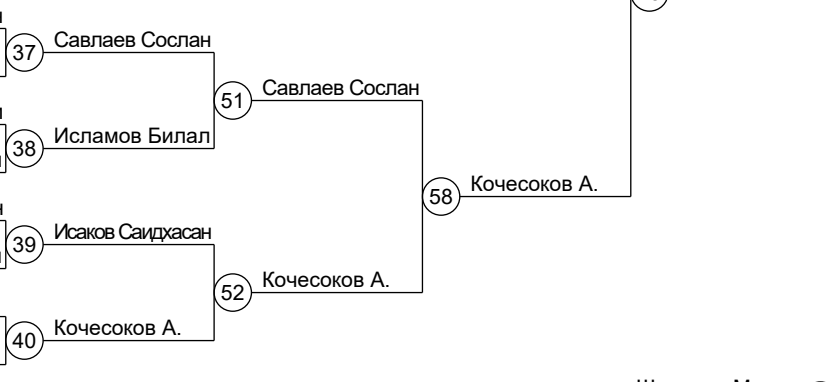 37 Савлаев Сослан
51 Савлаев Сослан
38 Исламов Билал
58 Кочесоков А.
39 Исаков Саидхасан
52 Кочесоков А.
40 Кочесоков А.